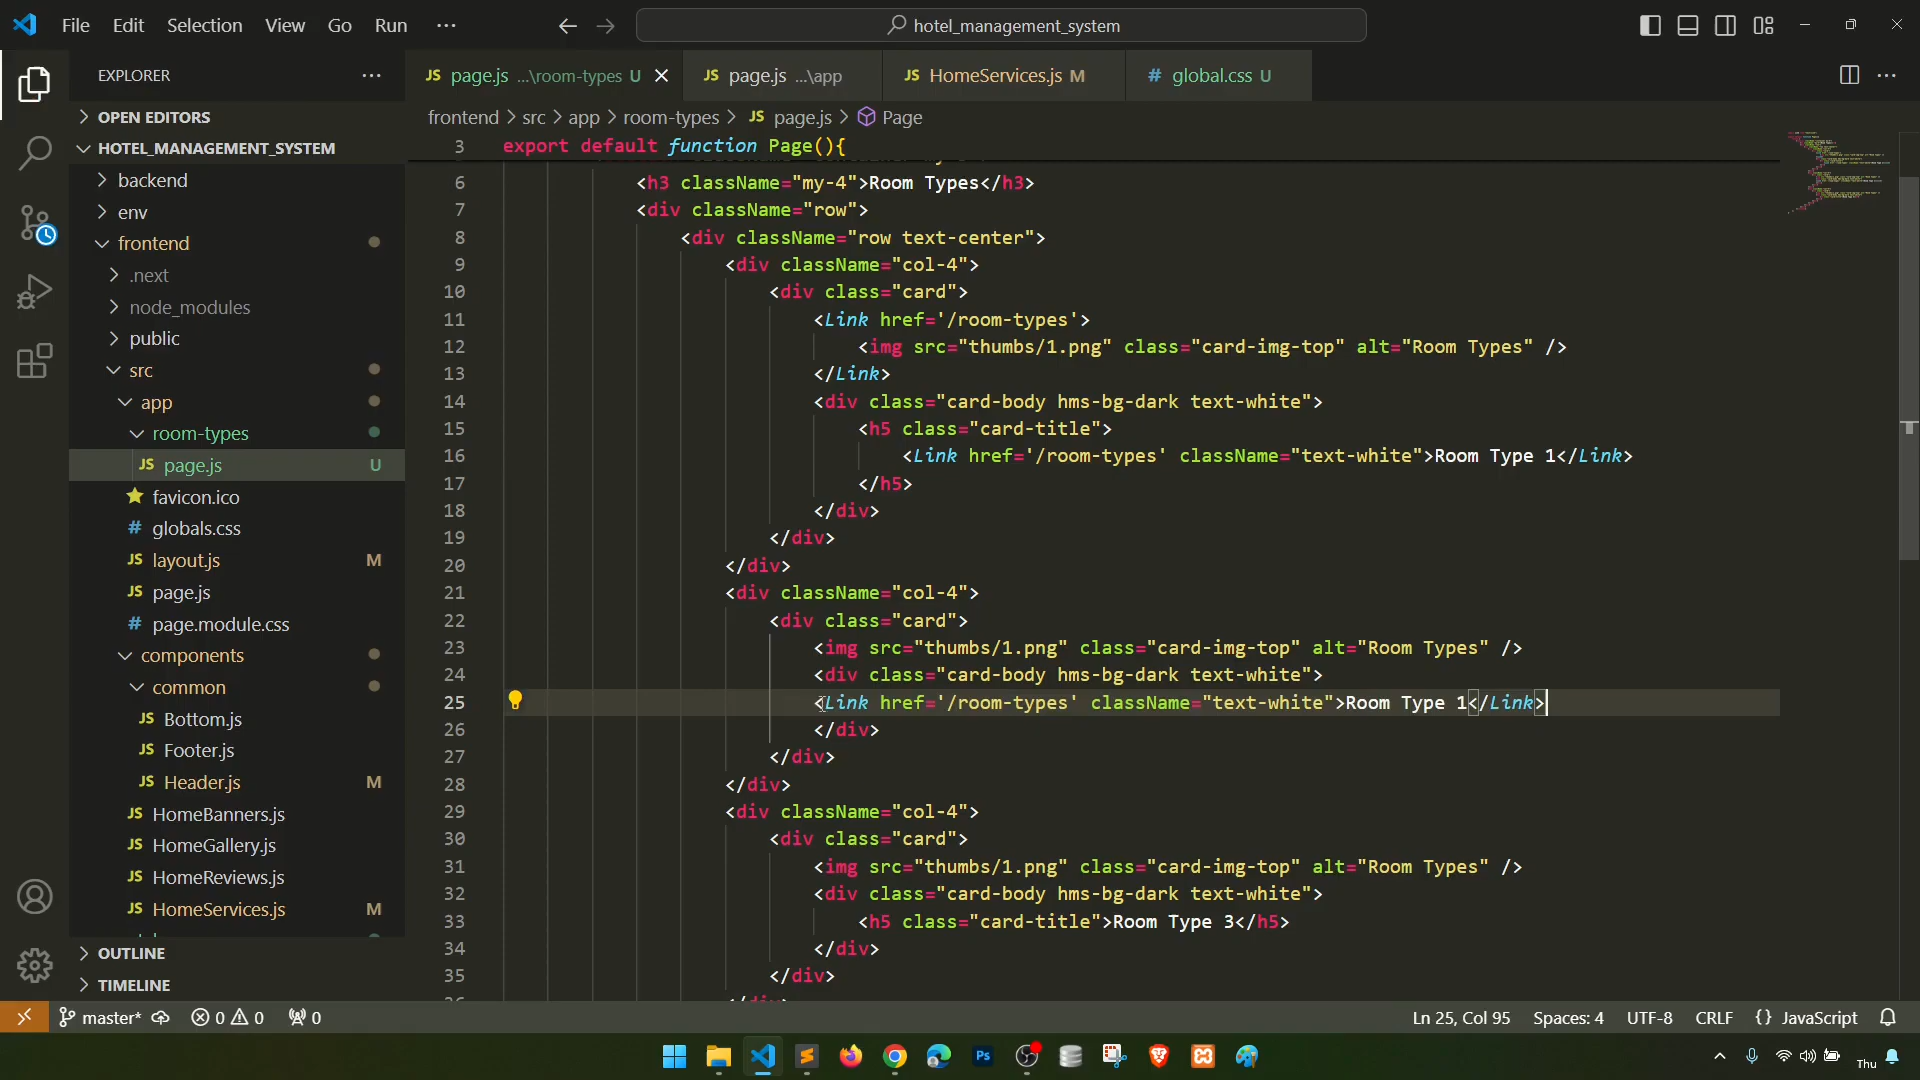 File Edit Selection View Go Run ···
hotel_management_system
EXPLORER
OPEN EDITORS
HOTEL_MANAGEMENT_SYSTEM
backend
env
frontend
.next
node_modules
public
src
app
room-types
JS page.js U
favicon.ico
# globals.css
JS layout.js M
JS page.js
# page.module.css
components
common
JS Bottom.js
JS Footer.js
JS Header.js M
JS HomeBanners.js
JS HomeGallery.js
JS HomeReviews.js
JS HomeServices.js M
OUTLINE
TIMELINE
JS page.js ...\room-types U
JS page.js ...\app
JS HomeServices.js M
# global.css U
frontend > src > app > room-types > JS page.js > Page
3 export default function Page(){
6 <h3 className="my-4">Room Types</h3>
7 <div className="row">
8 <div className="row text-center">
9 <div className="col-4">
10 <div class="card">
11 <Link href='/room-types'>
12 <img src="thumbs/1.png" class="card-img-top" alt="Room Types" />
13 </Link>
14 <div class="card-body hms-bg-dark text-white">
15 <h5 class="card-title">
16 <Link href='/room-types' className="text-white">Room Type 1</Link>
17 </h5>
18 </div>
19 </div>
20 </div>
21 <div className="col-4">
22 <div class="card">
23 <img src="thumbs/1.png" class="card-img-top" alt="Room Types" />
24 <div class="card-body hms-bg-dark text-white">
25 <Link href='/room-types' className="text-white">Room Type 1</Link>
26 </div>
27 </div>
28 </div>
29 <div className="col-4">
30 <div class="card">
31 <img src="thumbs/1.png" class="card-img-top" alt="Room Types" />
32 <div class="card-body hms-bg-dark text-white">
33 <h5 class="card-title">Room Type 3</h5>
34 </div>
35 </div>
master* 0 0 0
Ln 25, Col 95 Spaces: 4 UTF-8 CRLF {} JavaScript
Ps
Thu